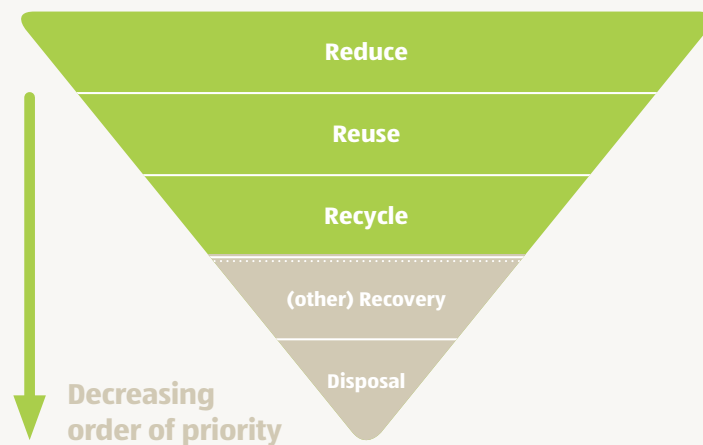 Reduce
Reuse
Recycle
(other) Recovery
Disposal
Decreasing
order of priority